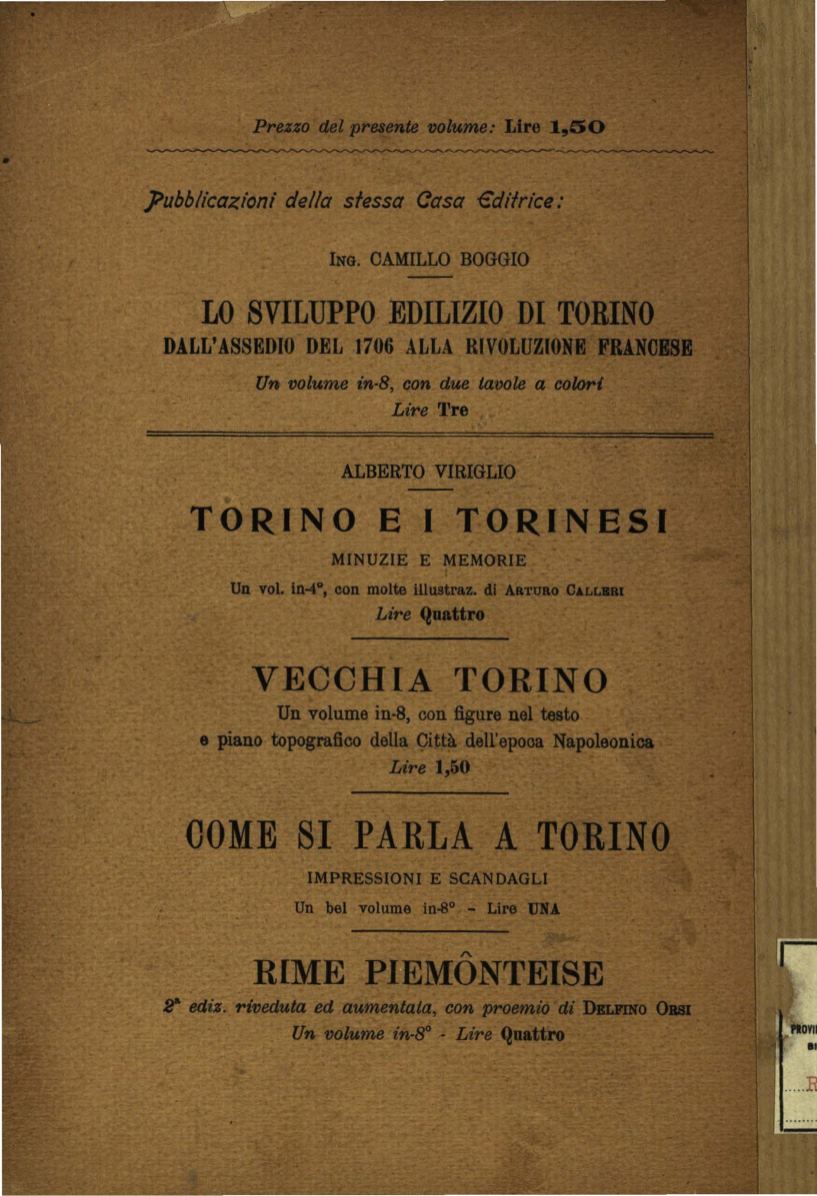 Prezzo del presente volume: Lire 1,50
Pubblicazioni della stessa Casa Editrice:
ING. CAMILLO BOGGIO
LO SVILUPPO EDILIZIO DI TORINO
DALL'ASSEDIO DEL 1706 ALLA RIVOLUZIONE FRANCESE
Un volume in-8, con due tavole a colori
Lire Tre
ALBERTO VIRIGLIO
TORINO E I TORINESI
MINUZIE E MEMORIE
Un vol. in-4°, con molte illustraz. di ARTURO CALLERI
Lire Quattro
VECCHIA TORINO
Un volume in-8, con figure nel testo
e piano topografico della Città dell'epoca Napoleonica
Lire 1,50
COME SI PARLA A TORINO
IMPRESSIONI E SCANDAGLI
Un bel volume in-8° - Lire UNA
RIME PIEMÔNTEISE
2ª ediz. riveduta ed aumentata, con proemio di DELFINO ORSI
Un volume in-8° - Lire Quattro